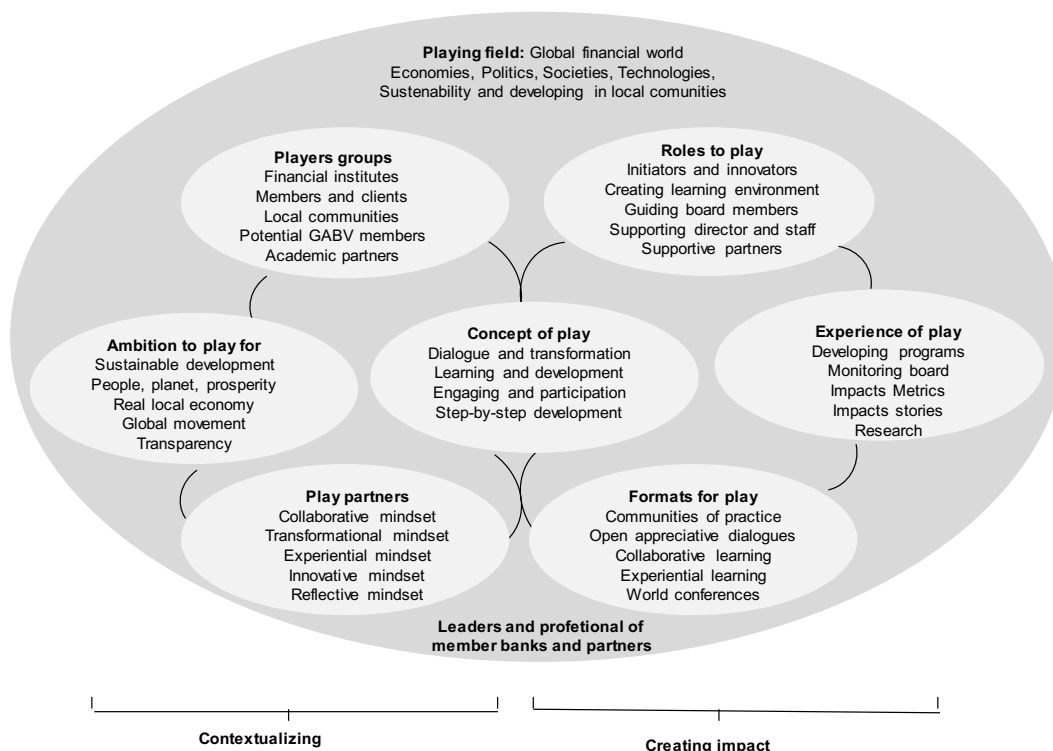 Playing field: Global financial world
Economies, Politics, Societies, Technologies,
Sustenability and developing in local comunities
Players groups
Financial institutes
Members and clients
Local communities
Potential GABV members
Academic partners
Roles to play
Initiators and innovators
Creating learning environment
Guiding board members
Supporting director and staff
Supportive partners
Ambition to play for
Sustainable development
People, planet, prosperity
Real local economy
Global movement
Transparency
Concept of play
Dialogue and transformation
Learning and development
Engaging and participation
Step-by-step development
Experience of play
Developing programs
Monitoring board
Impacts Metrics
Impacts stories
Research
Play partners
Collaborative mindset
Transformational mindset
Experiential mindset
Innovative mindset
Reflective mindset
Formats for play
Communities of practice
Open appreciative dialogues
Collaborative learning
Experiential learning
World conferences
Leaders and profetional of
member banks and partners
Contextualizing
Creating impact